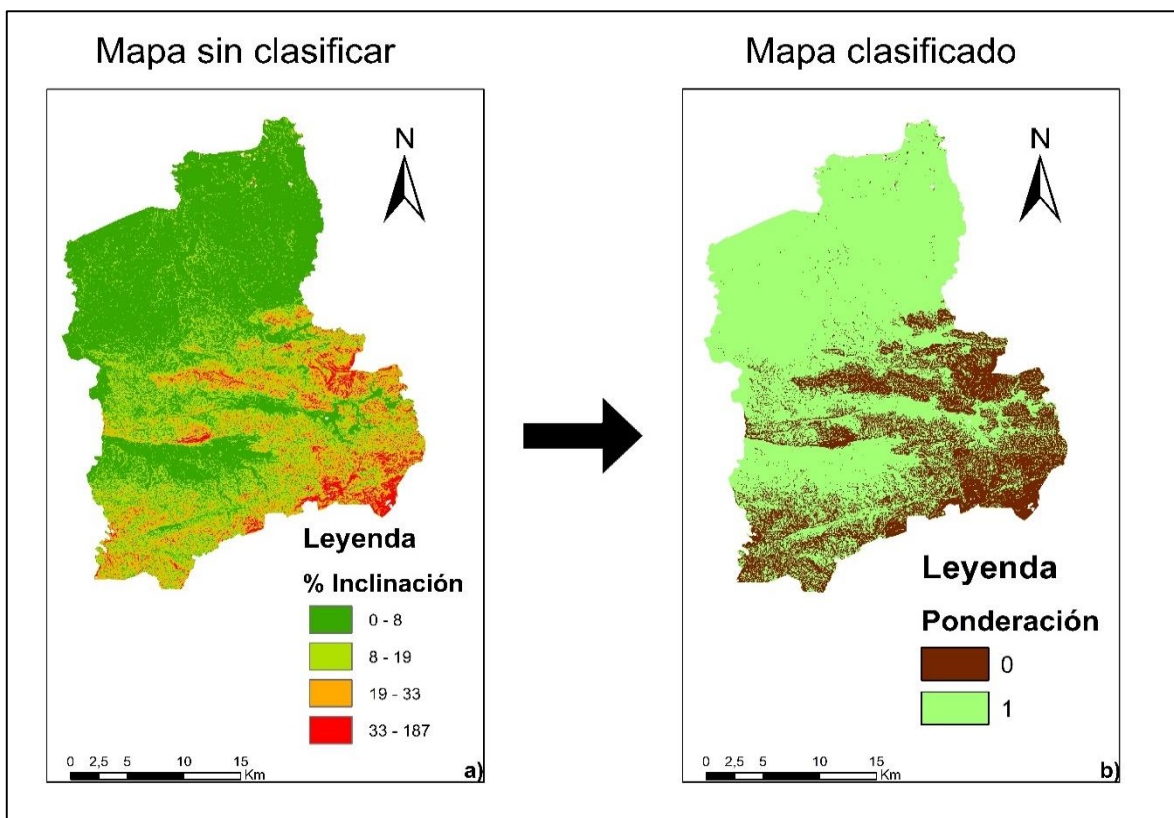 Mapa sin clasificar
N
Leyenda
% Inclinación
0 - 8
8 - 19
19 - 33
33 - 187
0 2,5 5 10 15
Km
a)
Mapa clasificado
N
Leyenda
Ponderación
0
1
0 2,5 5 10 15
Km
b)